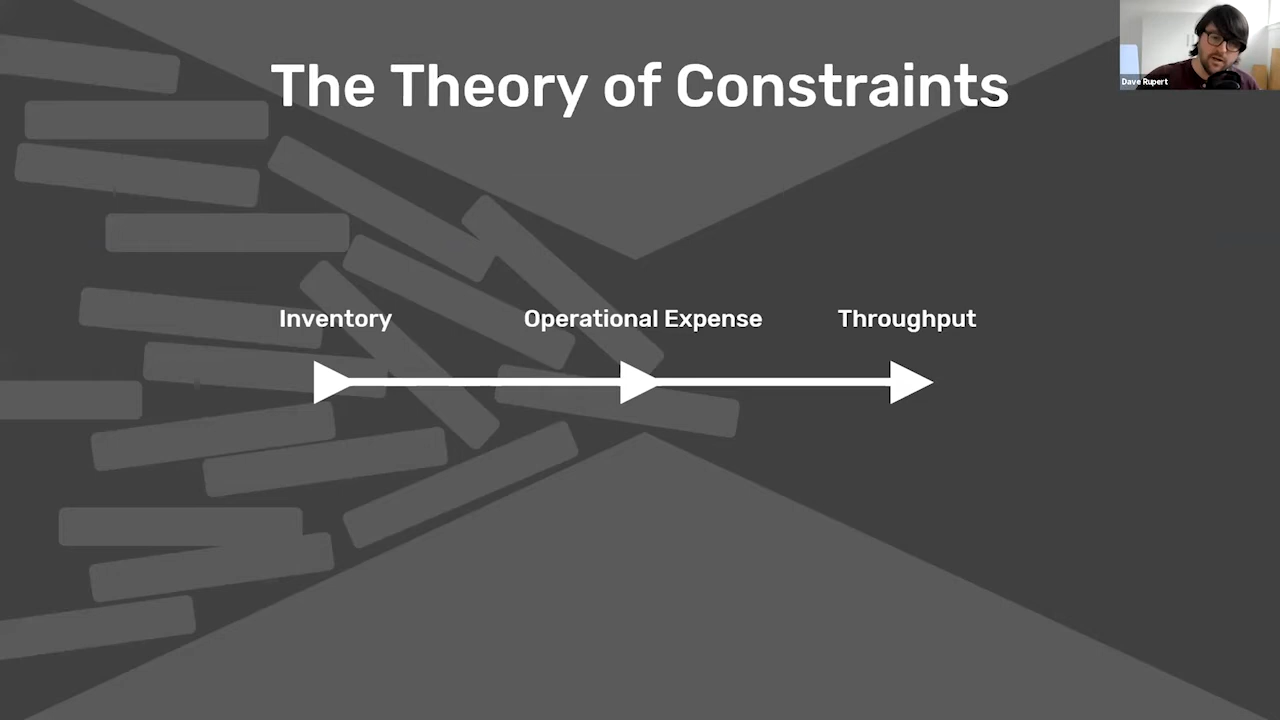 The Theory of Constraints
Dave Rupert
Inventory
Operational Expense
Throughput